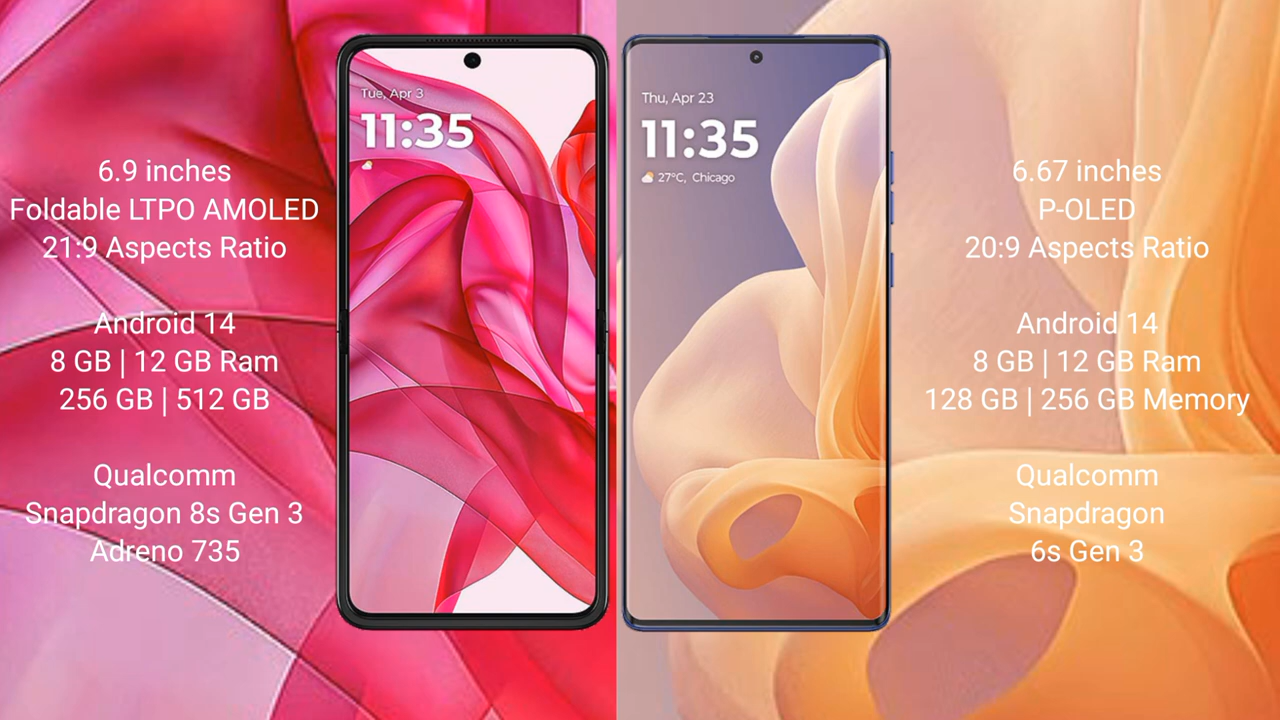 6.9 inches
Foldable LTPO AMOLED
21:9 Aspects Ratio
Android 14
8 GB | 12 GB Ram
256 GB | 512 GB
Qualcomm
Snapdragon 8s Gen 3
Adreno 735
Tue, Apr 3
11:35
Thu, Apr 23
11:35
27°C, Chicago
6.67 inches
P-OLED
20:9 Aspects Ratio
Android 14
8 GB | 12 GB Ram
128 GB | 256 GB Memory
Qualcomm
Snapdragon
6s Gen 3